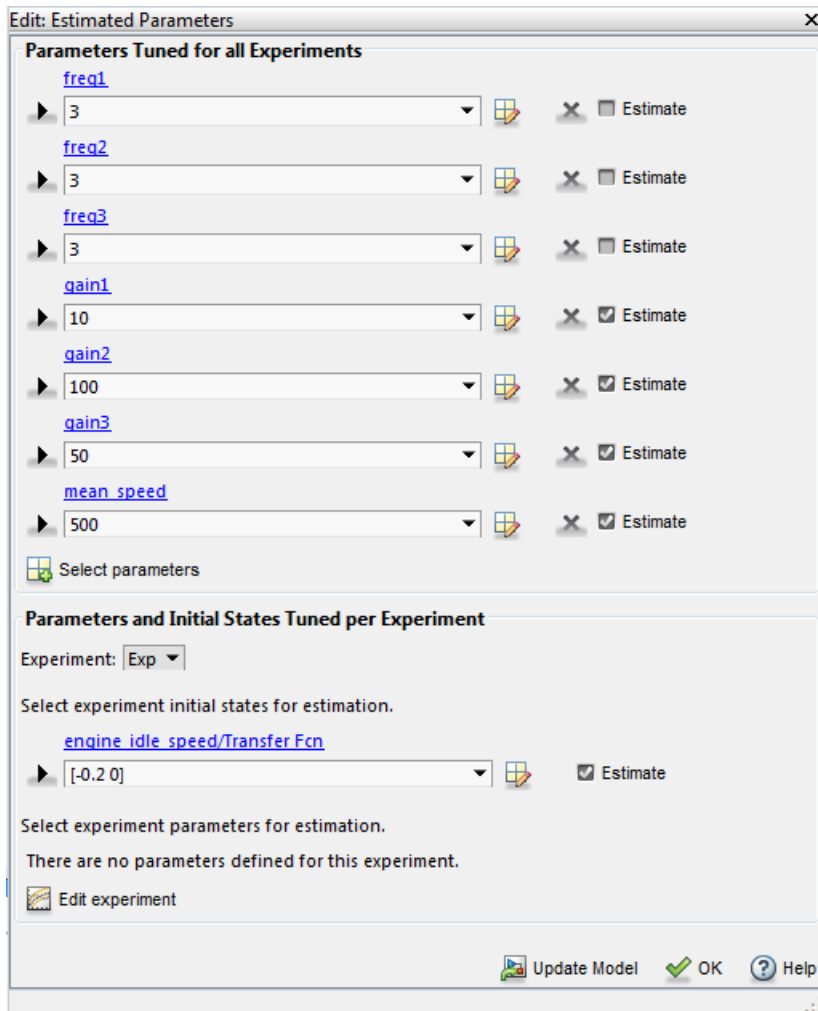 Edit: Estimated Parameters
Parameters Tuned for all Experiments
freq1
3 Estimate
freq2
3 Estimate
freq3
3 Estimate
gain1
10 Estimate
gain2
100 Estimate
gain3
50 Estimate
mean_speed
500 Estimate
Select parameters
Parameters and Initial States Tuned per Experiment
Experiment: Exp
Select experiment initial states for estimation.
engine_idle_speed/Transfer Fcn
[-0.2 0] Estimate
Select experiment parameters for estimation.
There are no parameters defined for this experiment.
Edit experiment
Update Model OK Help